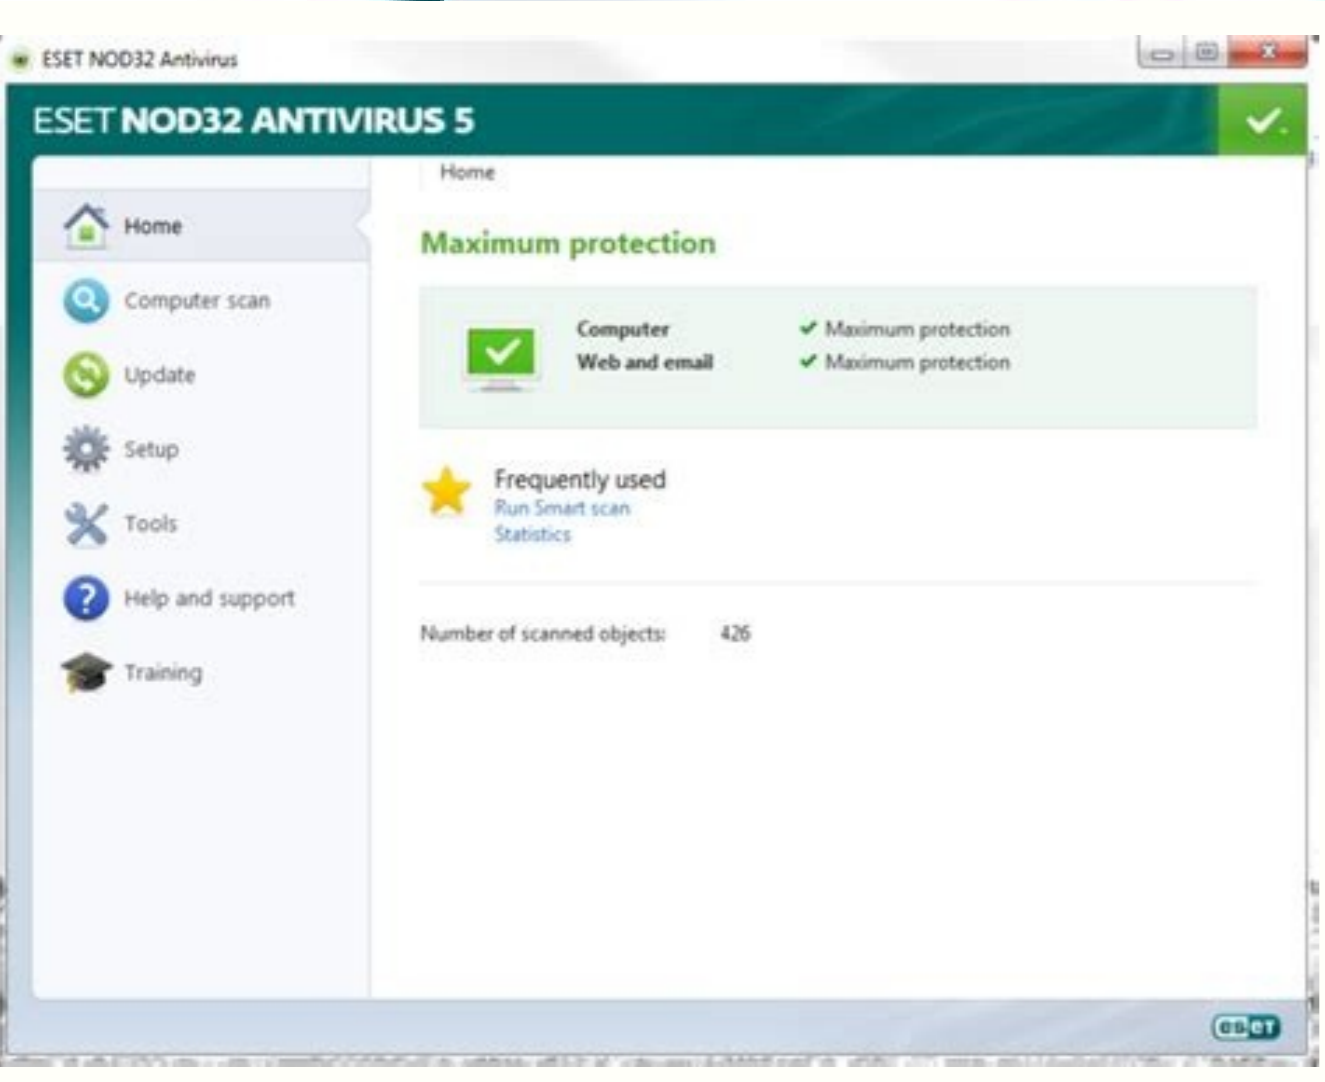 ESET NOD32 Antivirus
ESET NOD32 ANTIVIRUS 5
Home
Home
Computer scan
Update
Setup
Tools
Help and support
Training
Maximum protection
Computer Maximum protection
Web and email Maximum protection
Frequently used
Run Smart scan
Statistics
Number of scanned objects: 426
eset